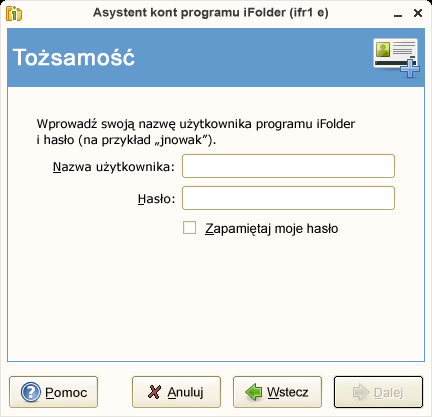 Asystent kont programu iFolder (ifr1 e)
Tożsamość
Wprowadź swoją nazwę użytkownika programu iFolder
i hasło (na przykład „jnowak”).
Nazwa użytkownika:
Hasło:
Zapamiętaj moje hasło
Pomoc Anuluj Wstecz Dalej